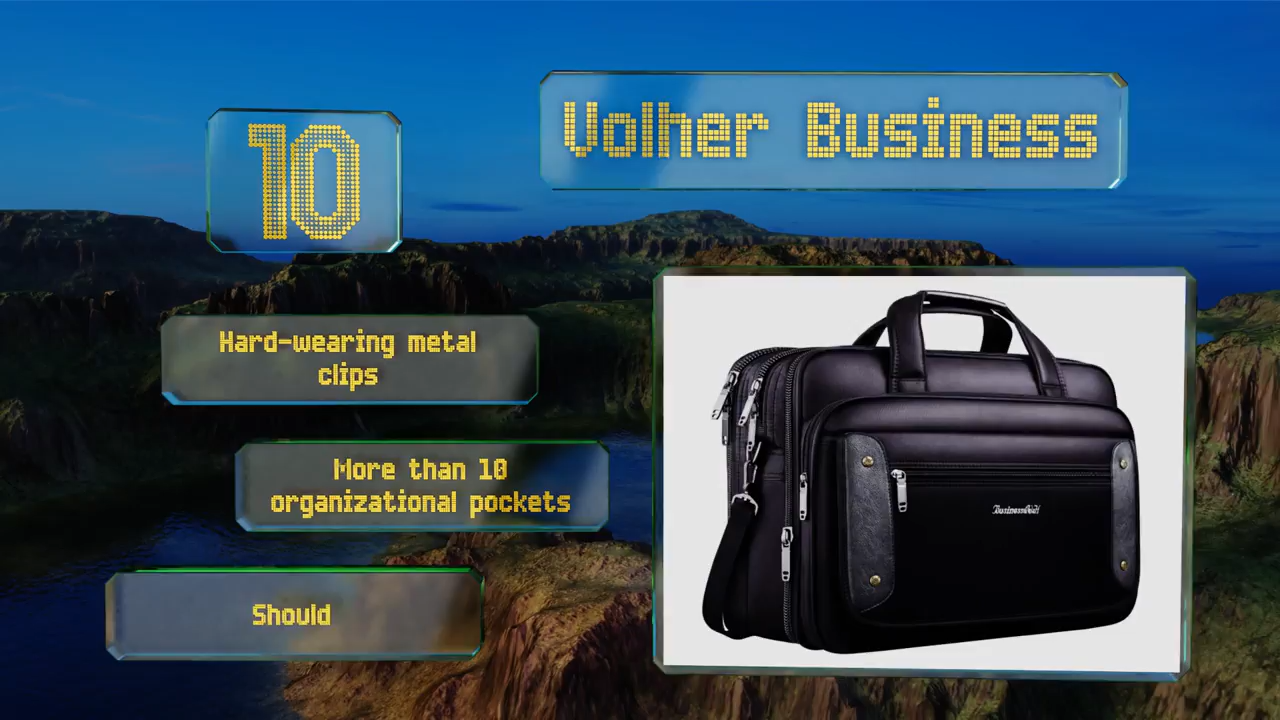 10
Volher Business
Hard-wearing metal
clips
More than 10
organizational pockets
Should